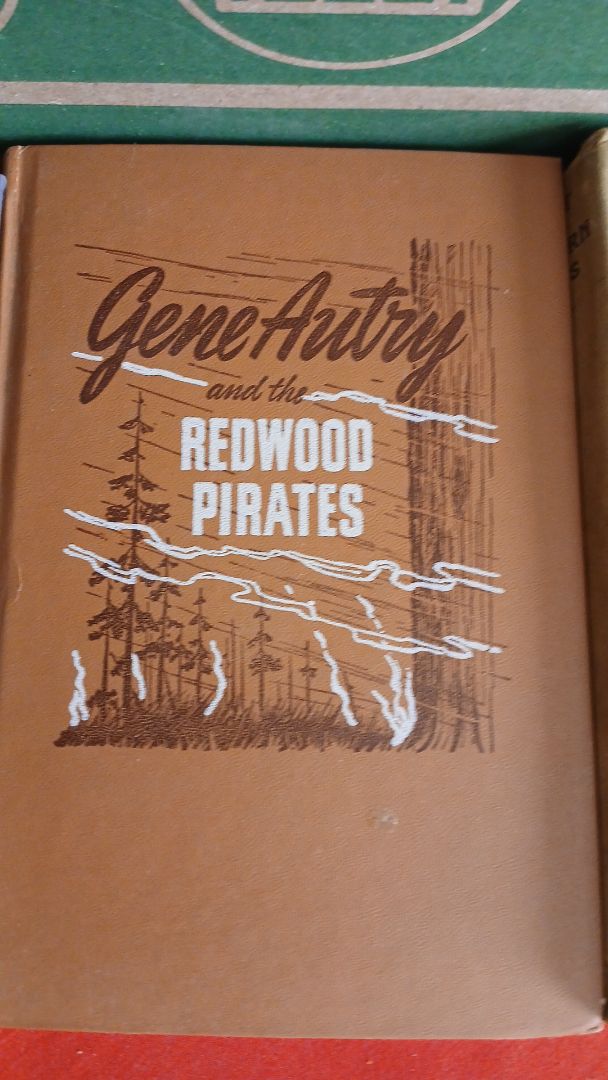 Gene Autry
and the
REDWOOD
PIRATES